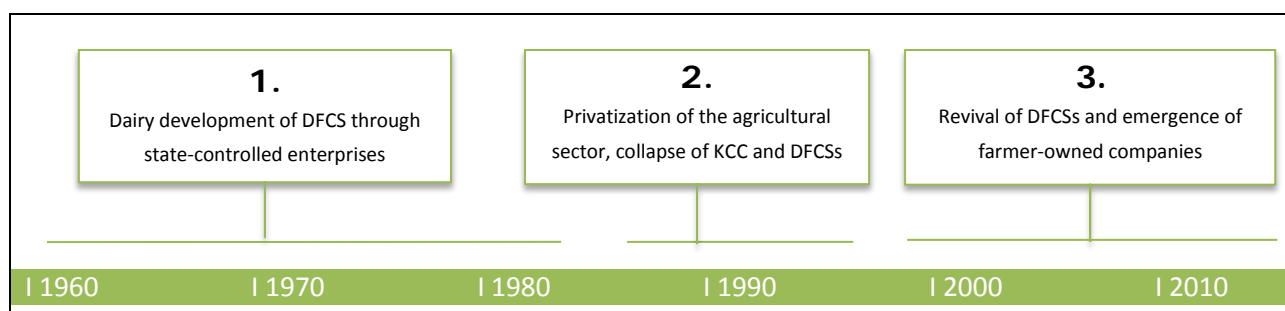 1.
Dairy development of DFCS through
state-controlled enterprises
2.
Privatization of the agricultural
sector, collapse of KCC and DFCSs
3.
Revival of DFCSs and emergence of
farmer-owned companies
I 1960 I 1970 I 1980 I 1990 I 2000 I 2010